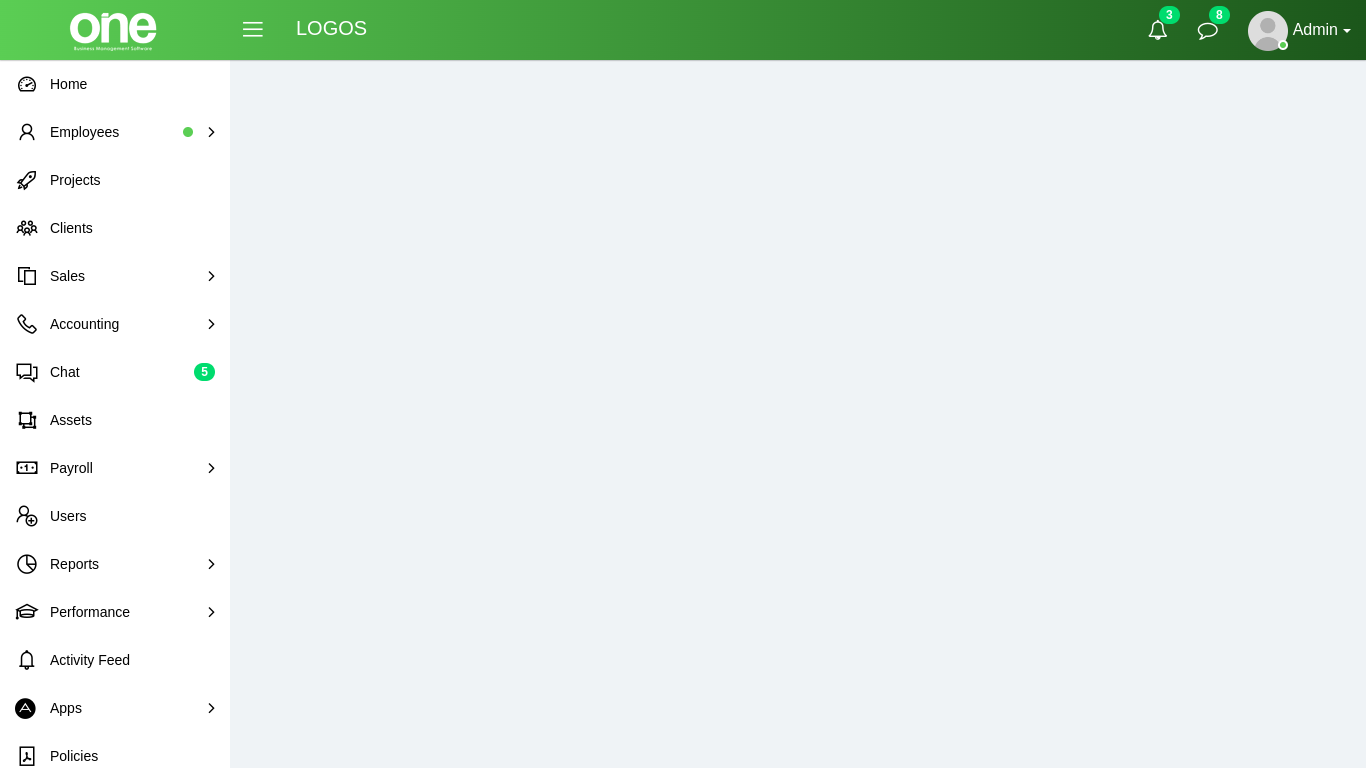 one
Business Management Software
LOGOS
3
8
Admin
Home
Employees
Projects
Clients
Sales
Accounting
Chat
5
Assets
Payroll
Users
Reports
Performance
Activity Feed
Apps
Policies